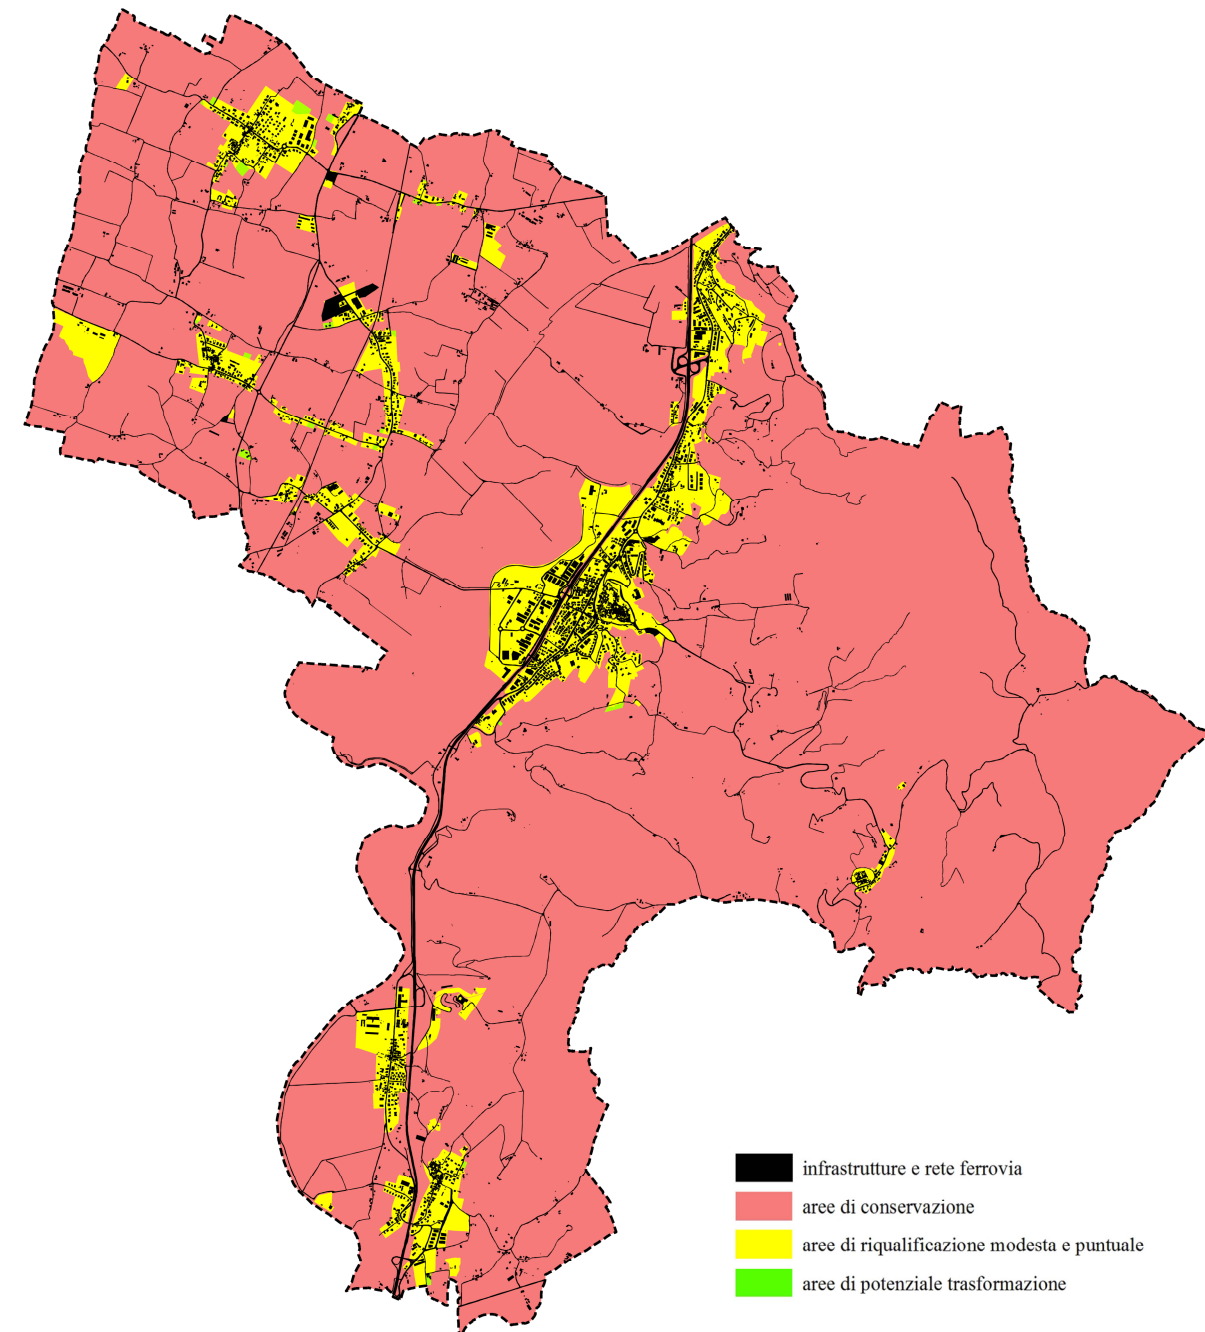 infrastrutture e rete ferrovia
aree di conservazione
aree di riqualificazione modesta e puntuale
aree di potenziale trasformazione